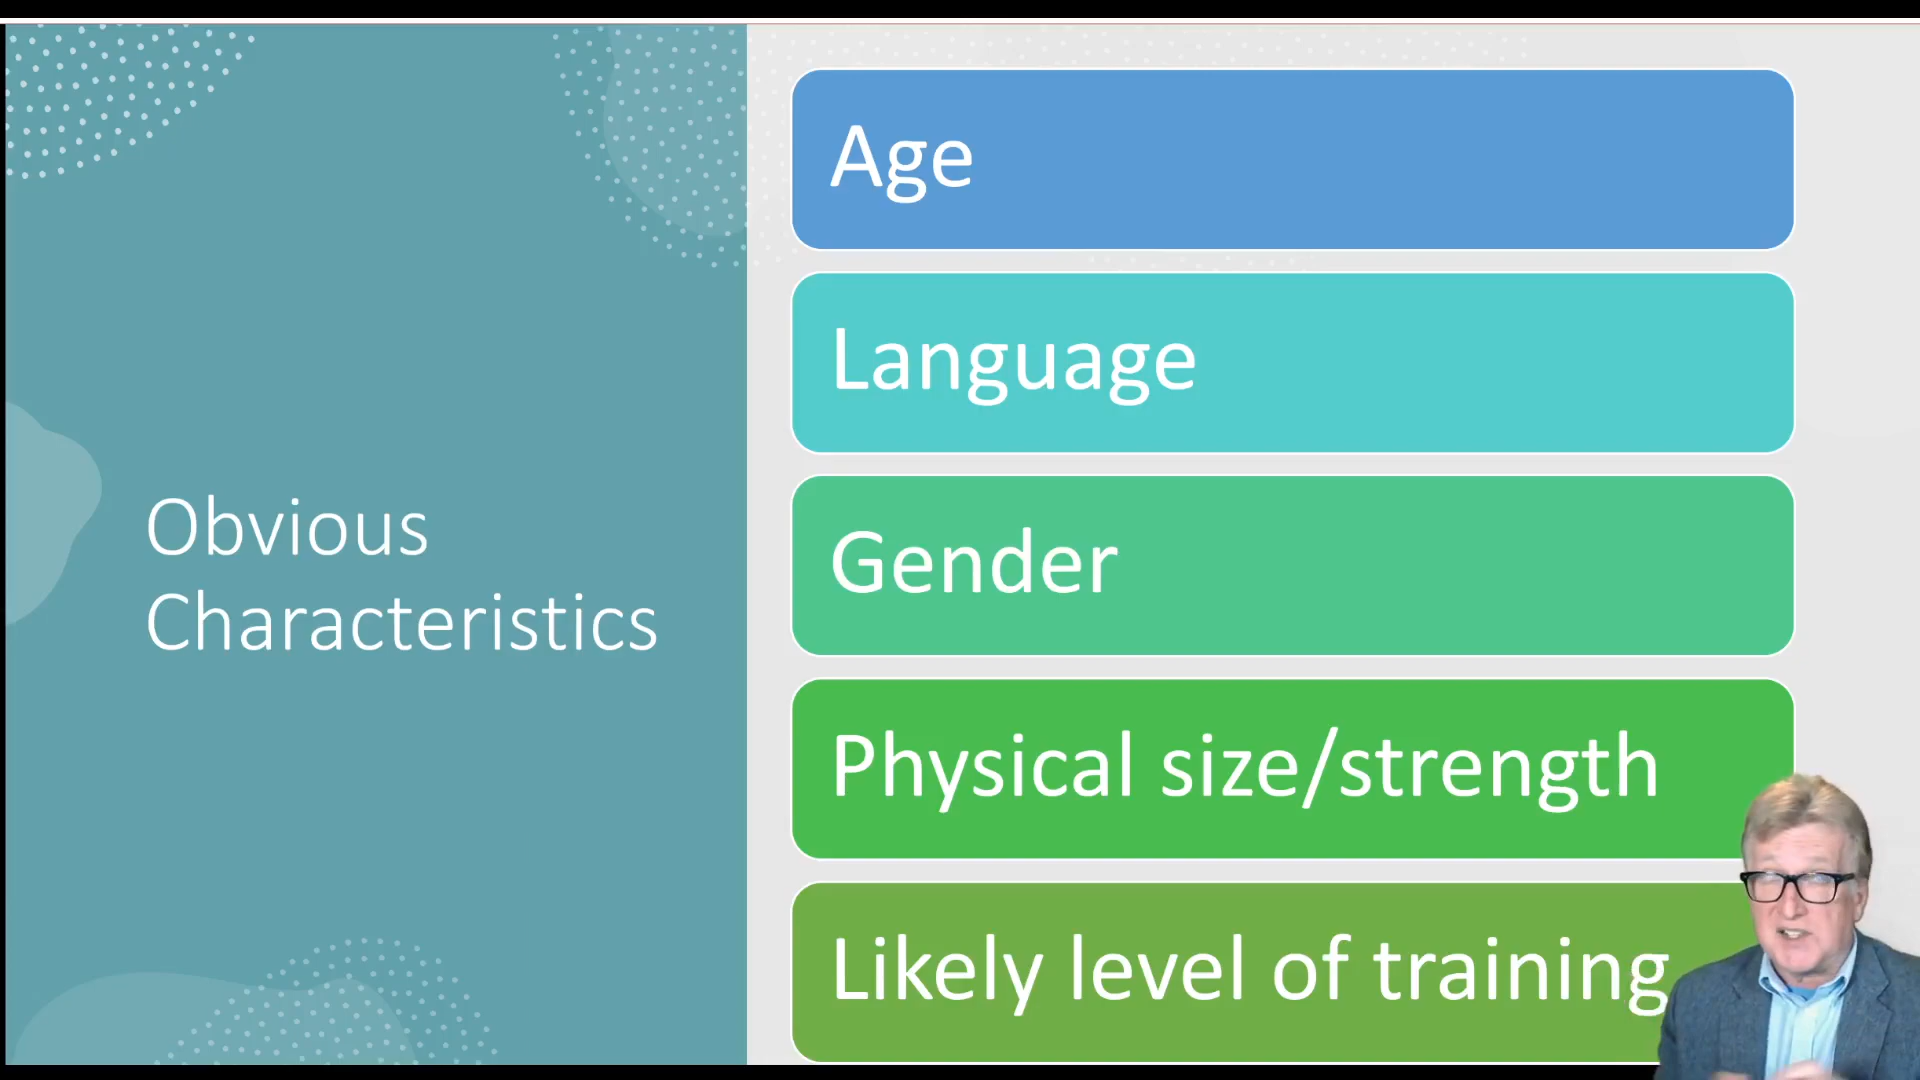 Obvious
Characteristics
Age
Language
Gender
Physical size/strength
Likely level of training